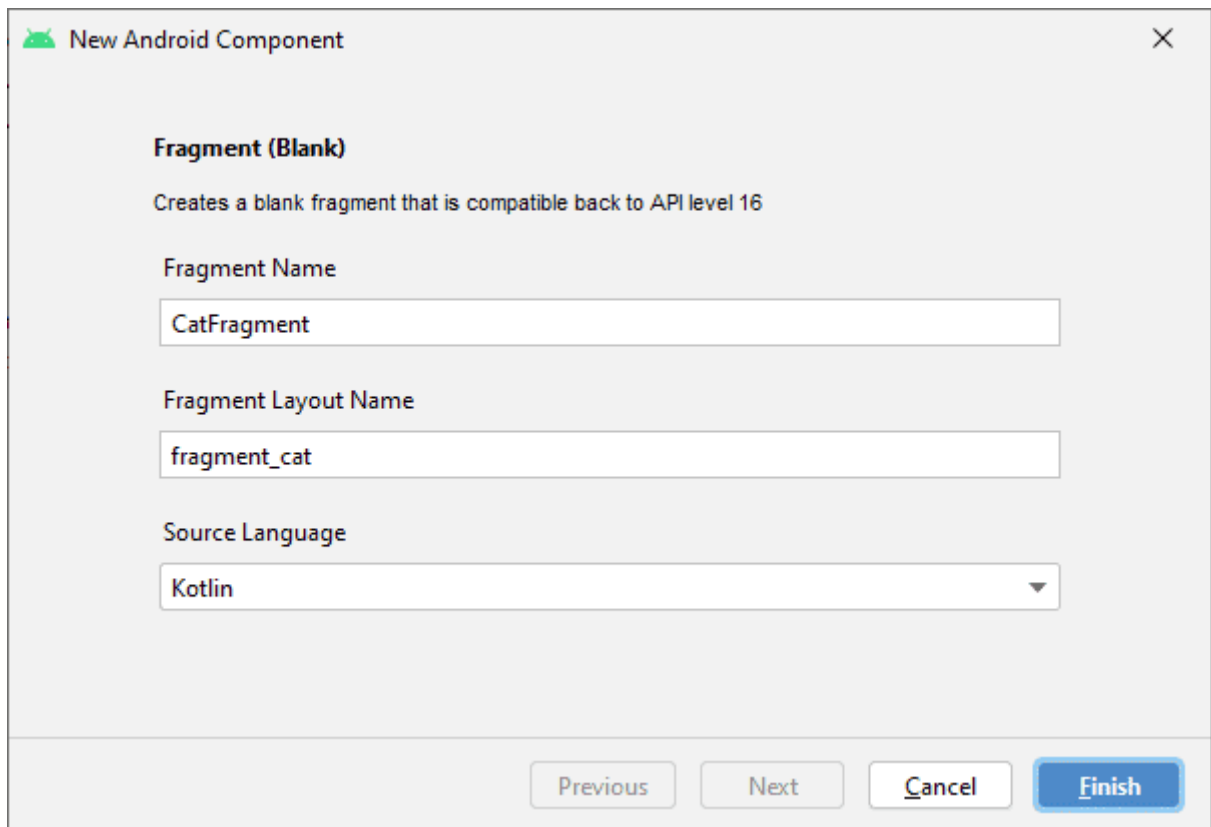 New Android Component
Fragment (Blank)
Creates a blank fragment that is compatible back to API level 16
Fragment Name
CatFragment
Fragment Layout Name
fragment_cat
Source Language
Kotlin
Previous Next Cancel Finish